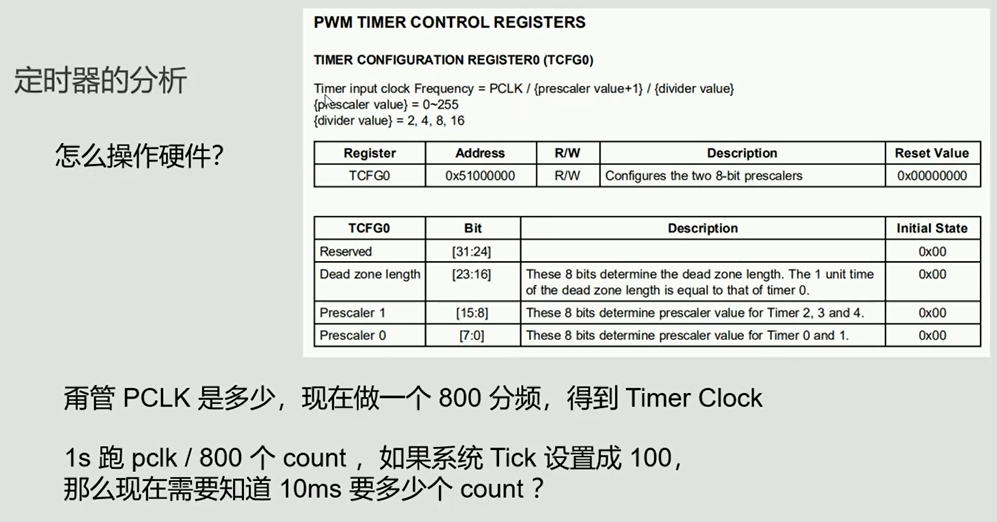 定时器的分析
怎么操作硬件？
PWM TIMER CONTROL REGISTERS
TIMER CONFIGURATION REGISTER0 (TCFG0)
Timer input clock Frequency = PCLK / {prescaler value+1} / {divider value}
{prescaler value} = 0~255
{divider value} = 2, 4, 8, 16
Register Address R/W Description Reset Value
TCFG0 0x51000000 R/W Configures the two 8-bit prescalers 0x00000000
TCFG0 Bit Description Initial State
Reserved [31:24] 0x00
Dead zone length [23:16] These 8 bits determine the dead zone length. The 1 unit time 0x00
of the dead zone length is equal to that of timer 0.
Prescaler 1 [15:8] These 8 bits determine prescaler value for Timer 2, 3 and 4. 0x00
Prescaler 0 [7:0] These 8 bits determine prescaler value for Timer 0 and 1. 0x00
甭管 PCLK 是多少，现在做一个 800 分频，得到 Timer Clock
1s 跑 pclk / 800 个 count ，如果系统 Tick 设置成 100，
那么现在需要知道 10ms 要多少个 count ？